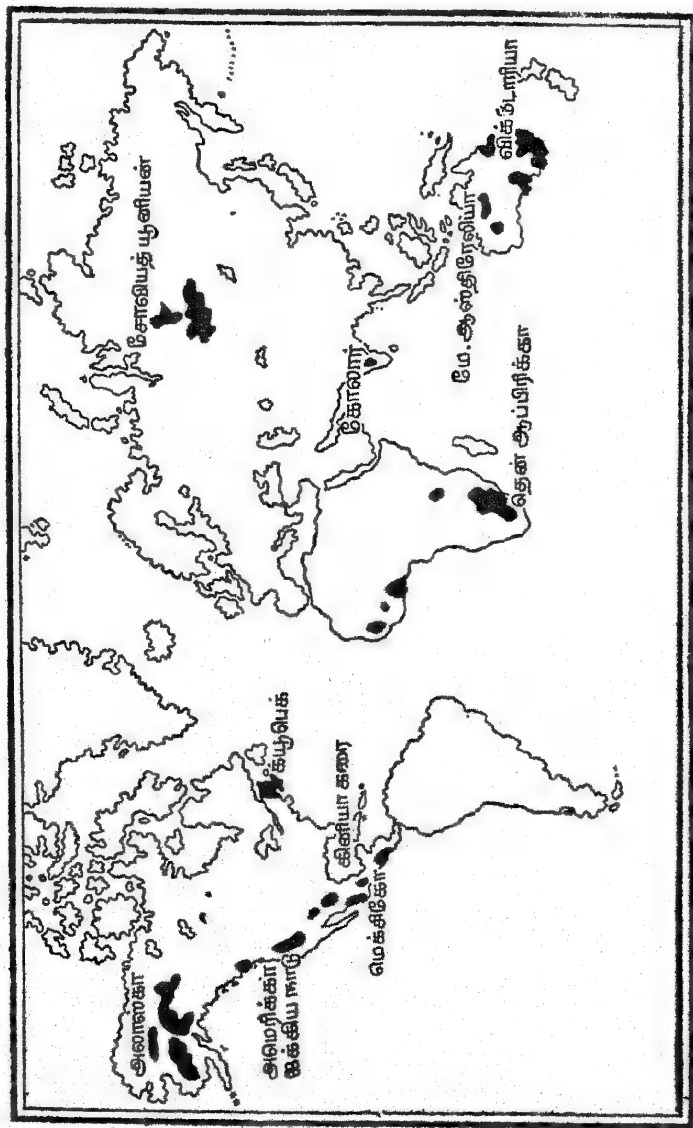 அலாஸ்கா
அமெரிக்கா
ஐக்கிய நாடு
மெக்சிகோ
கினியா கரை
க்யூபெக்
சோவியத் யூனியன்
கோலார்
தென் ஆப்பிரிக்கா
மே. ஆஸ்திரேலியா
விக்டோரியா